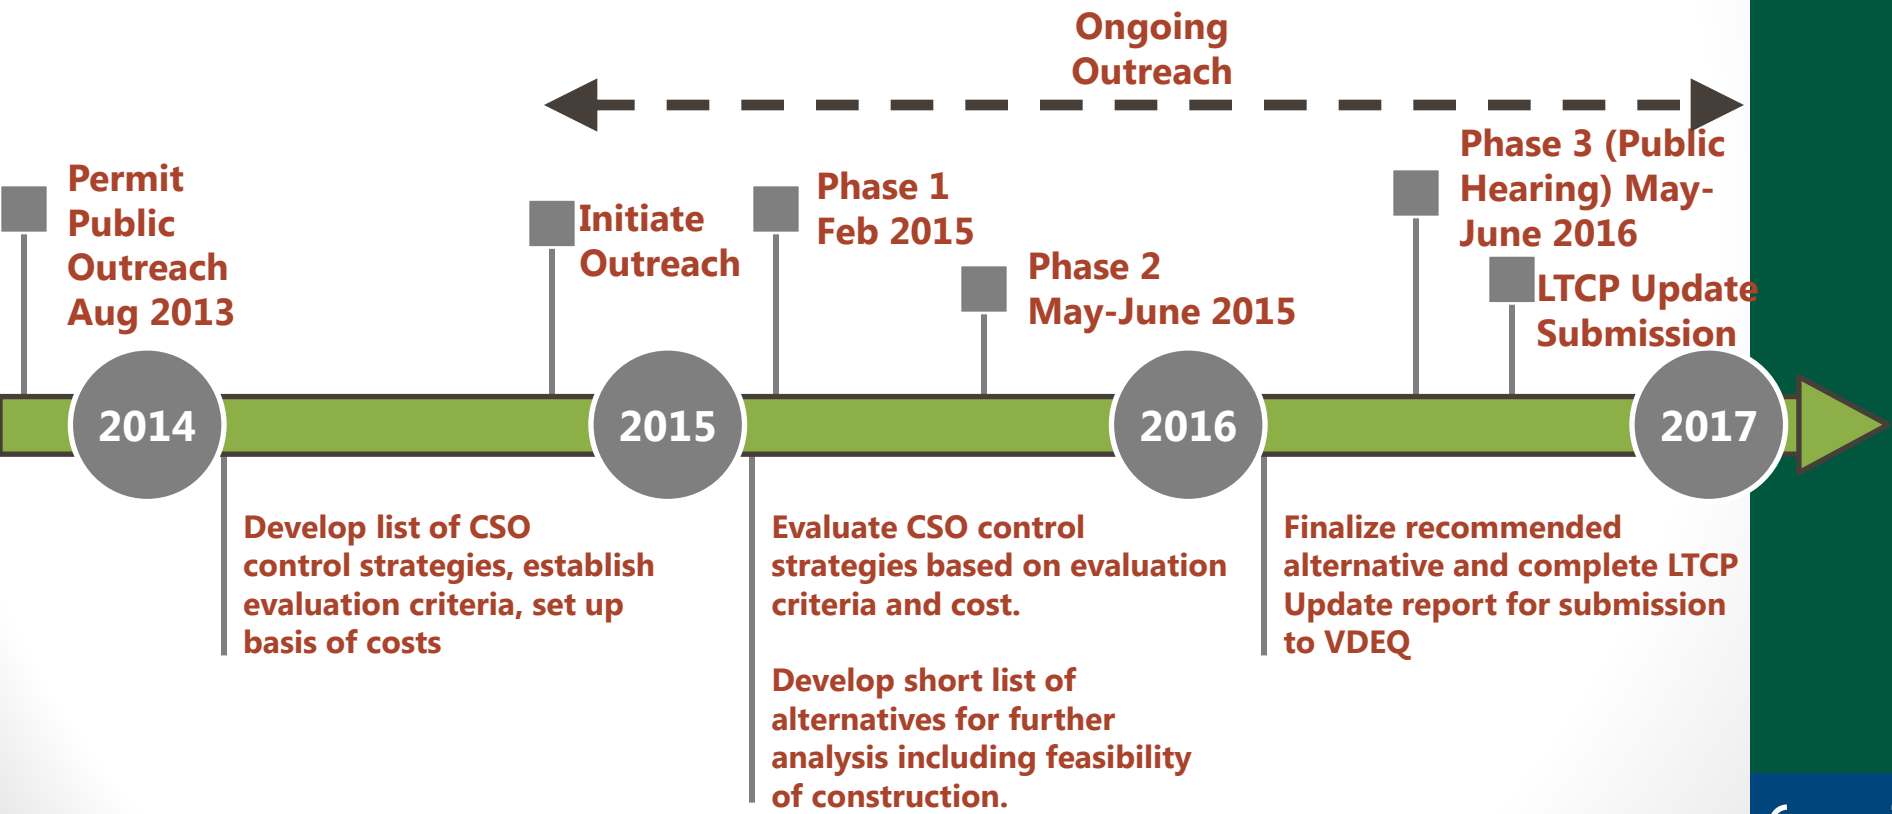 Ongoing
Outreach
Permit
Public
Outreach
Aug 2013
Initiate
Outreach
Phase 1
Feb 2015
Phase 2
May-June 2015
Phase 3 (Public
Hearing) May-
June 2016
LTCP Update
Submission
2014
2015
2016
2017
Develop list of CSO
control strategies, establish
evaluation criteria, set up
basis of costs
Evaluate CSO control
strategies based on evaluation
criteria and cost.
Develop short list of
alternatives for further
analysis including feasibility
of construction.
Finalize recommended
alternative and complete LTCP
Update report for submission
to VDEQ